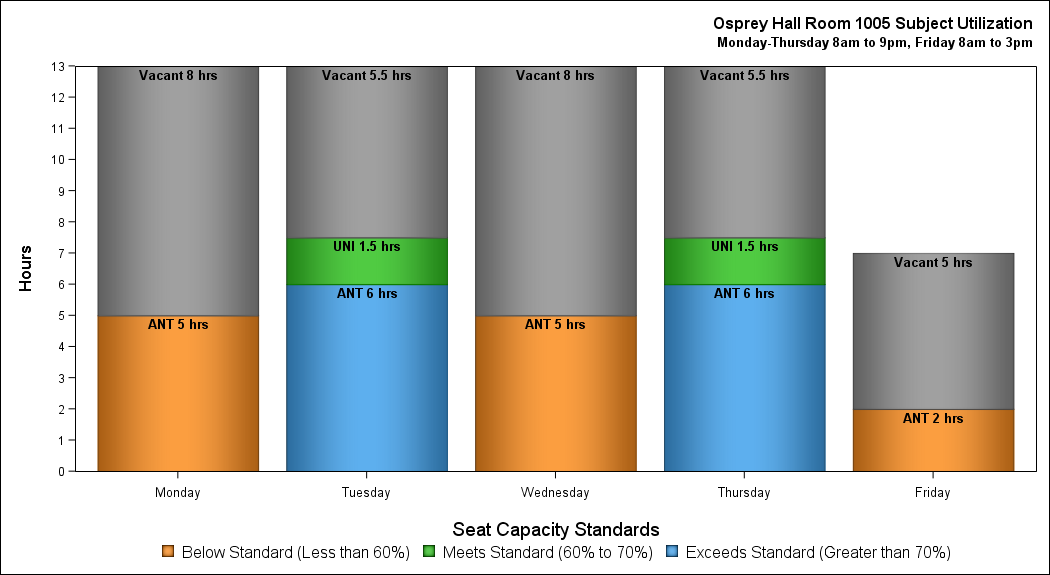 Osprey Hall Room 1005 Subject Utilization
Monday-Thursday 8am to 9pm, Friday 8am to 3pm
Hours
13
12
11
10
9
8
7
6
5
4
3
2
1
0
Vacant 8 hrs
ANT 5 hrs
Vacant 5.5 hrs
UNI 1.5 hrs
ANT 6 hrs
Vacant 8 hrs
ANT 5 hrs
Vacant 5.5 hrs
UNI 1.5 hrs
ANT 6 hrs
Vacant 5 hrs
ANT 2 hrs
Monday Tuesday Wednesday Thursday Friday
Seat Capacity Standards
Below Standard (Less than 60%) Meets Standard (60% to 70%) Exceeds Standard (Greater than 70%)